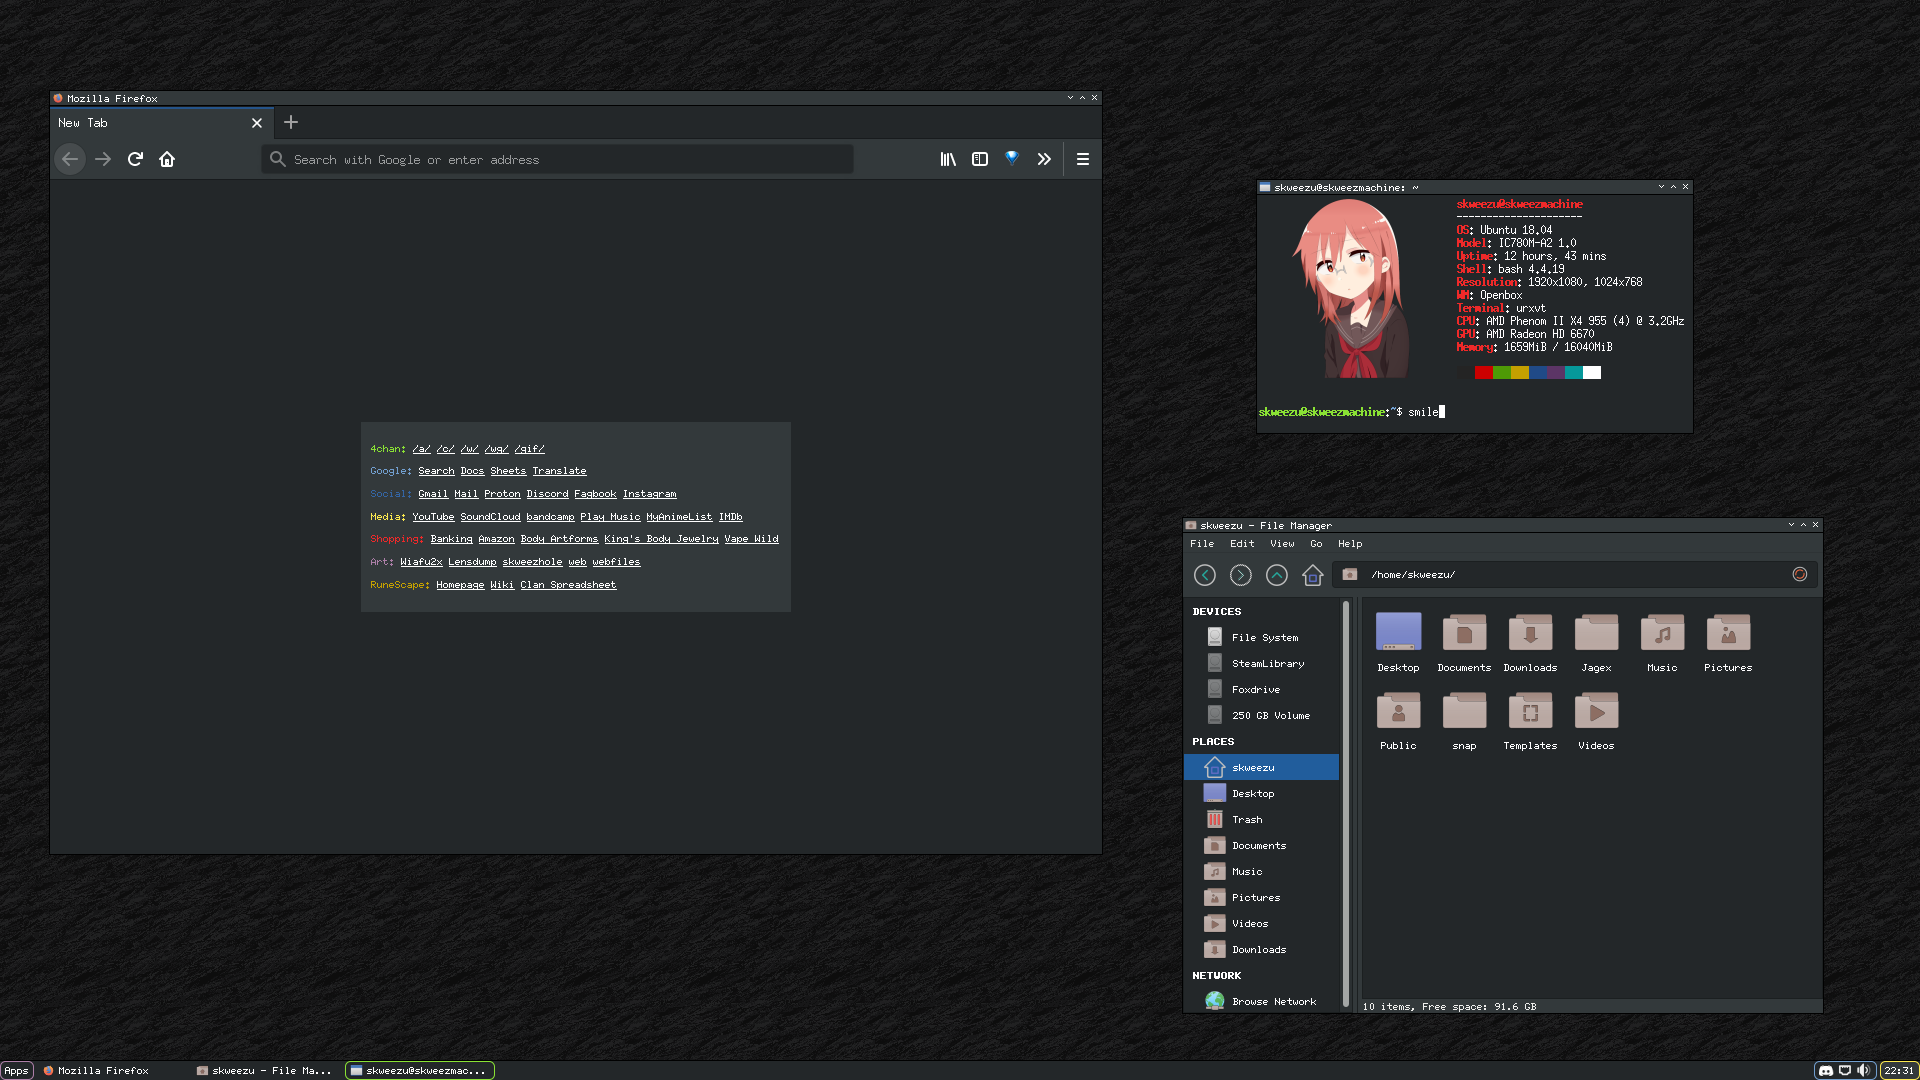 Mozilla Firefox
New Tab
Search with Google or enter address
4chan: /a/ /c/ /w/ /wg/ /gif/
Google: Search Docs Sheets Translate
Social: Gmail Mail Proton Discord Fagbook Instagram
Media: YouTube SoundCloud bandcamp Play Music MyAnimeList IMDb
Shopping: Banking Amazon Body Artforms King's Body Jewelry Vape Wild
Art: Wiafu2x Lensdump skweezhole web webfiles
RuneScape: Homepage Wiki Clan Spreadsheet
skweezu@skweezmachine: ~
skweezu@skweezmachine
---------------------
OS: Ubuntu 18.04
Model: IC780M-A2 1.0
Uptime: 12 hours, 43 mins
Shell: bash 4.4.19
Resolution: 1920x1080, 1024x768
WM: Openbox
Terminal: urxvt
CPU: AMD Phenom II X4 955 (4) @ 3.2GHz
GPU: AMD Radeon HD 6670
Memory: 1659MiB / 16040MiB
skweezu@skweezmachine:~$ smile
skweezu - File Manager
File Edit View Go Help
/home/skweezu/
DEVICES
File System
SteamLibrary
Foxdrive
250 GB Volume
PLACES
skweezu
Desktop
Trash
Documents
Music
Pictures
Videos
Downloads
NETWORK
Browse Network
Desktop Documents Downloads Jagex Music Pictures
Public snap Templates Videos
10 items, Free space: 91.6 GB
Apps Mozilla Firefox skweezu - File Ma... skweezu@skweezmac... 22:31